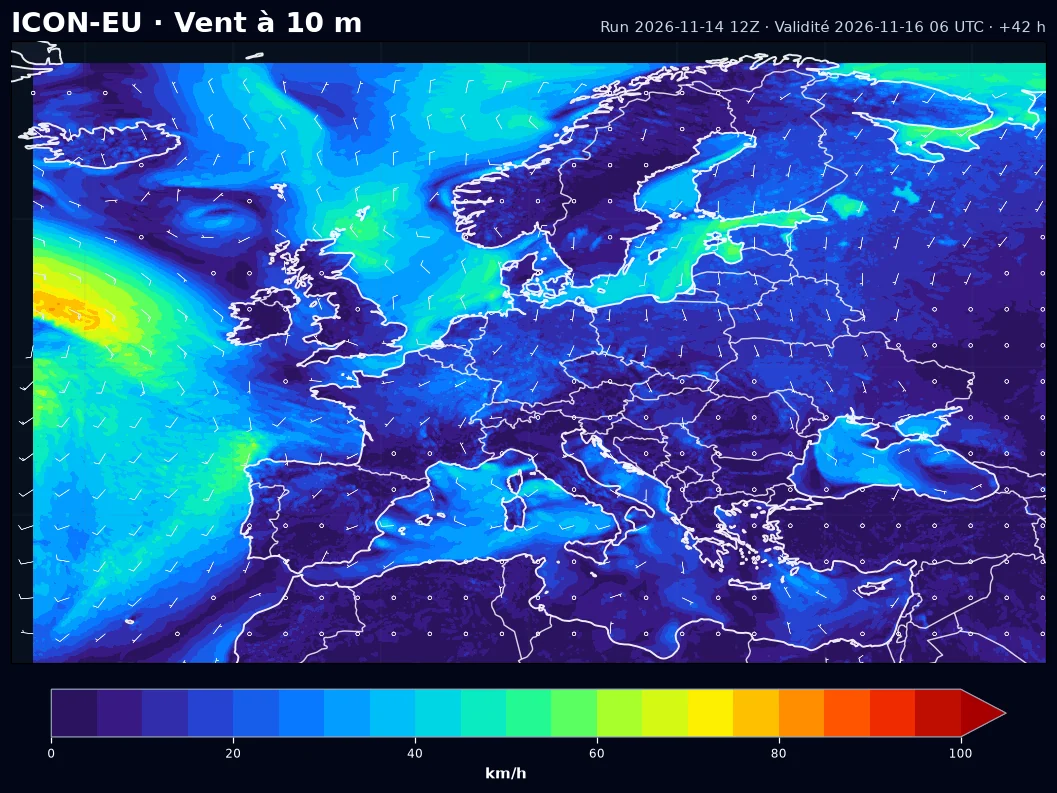 ICON-EU · Vent à 10 m
Run 2026-11-14 12Z · Validité 2026-11-16 06 UTC · +42 h
0 20 40 60 80 100
km/h